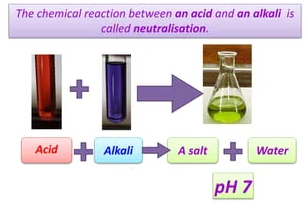 The chemical reaction between an acid and an alkali is
called neutralisation.
Acid + Alkali → A salt + Water
pH 7